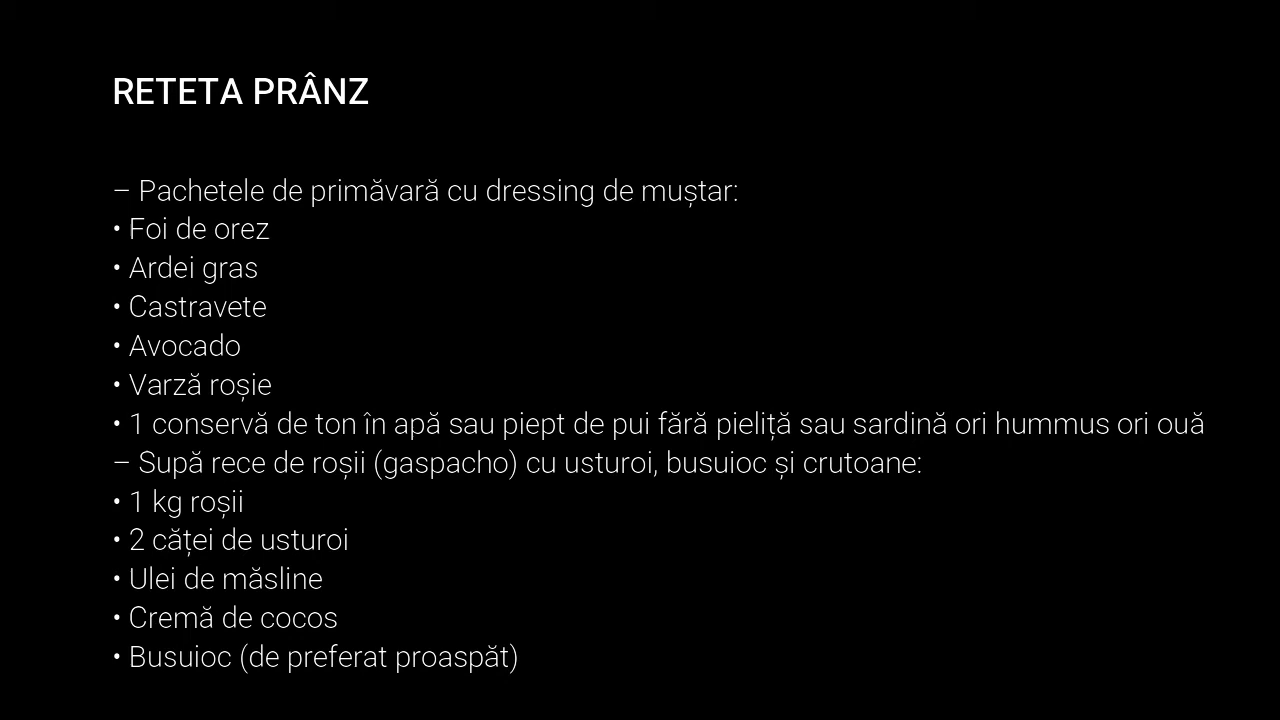 RETETA PRÂNZ
– Pachetele de primăvară cu dressing de muștar:
• Foi de orez
• Ardei gras
• Castravete
• Avocado
• Varză roșie
• 1 conservă de ton în apă sau piept de pui fără pieliță sau sardină ori hummus ori ouă
– Supă rece de roșii (gaspacho) cu usturoi, busuioc și crutoane:
• 1 kg roșii
• 2 căței de usturoi
• Ulei de măsline
• Cremă de cocos
• Busuioc (de preferat proaspăt)